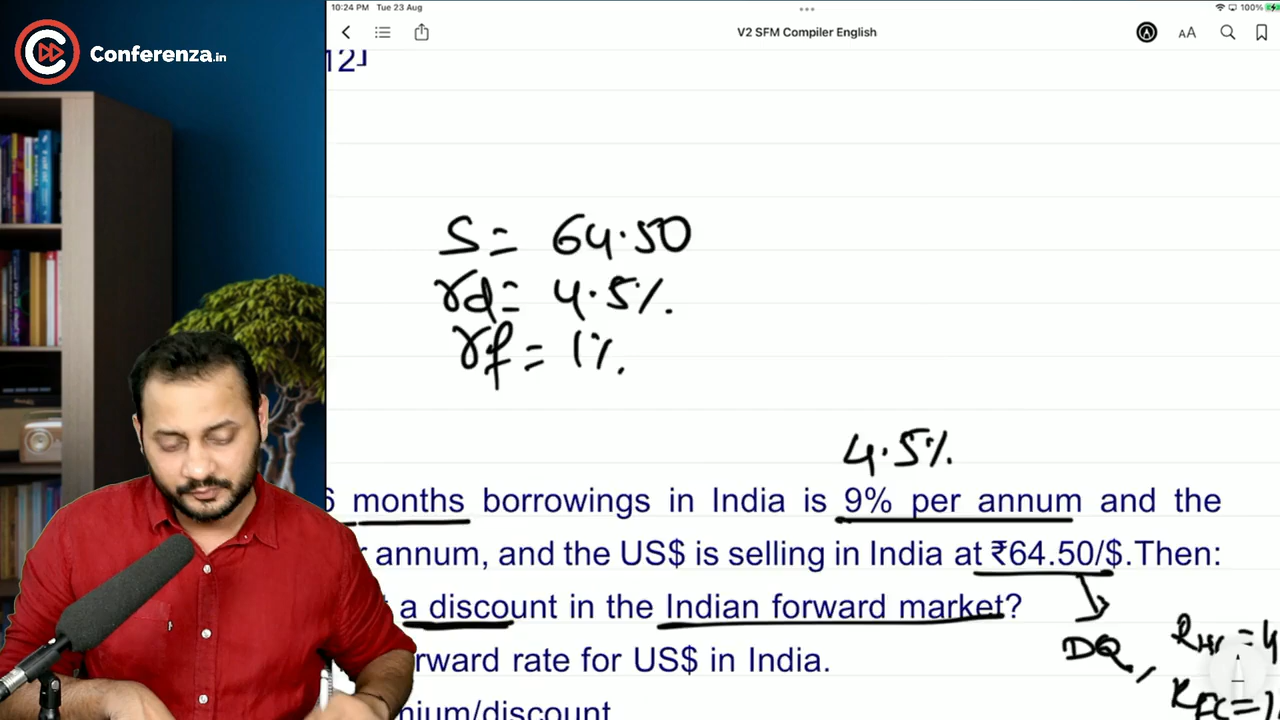 10:24 PM Tue 23 Aug
100%
V2 SFM Compiler English
AA
Conferenza.in
12]
S = 64.50
rd = 4.5%.
rf = 1%.
4.5%.
6 months borrowings in India is 9% per annum and the
annum, and the US$ is selling in India at ₹64.50/$.Then:
a discount in the Indian forward market?
DQ,
rward rate for US$ in India.
nium/discount